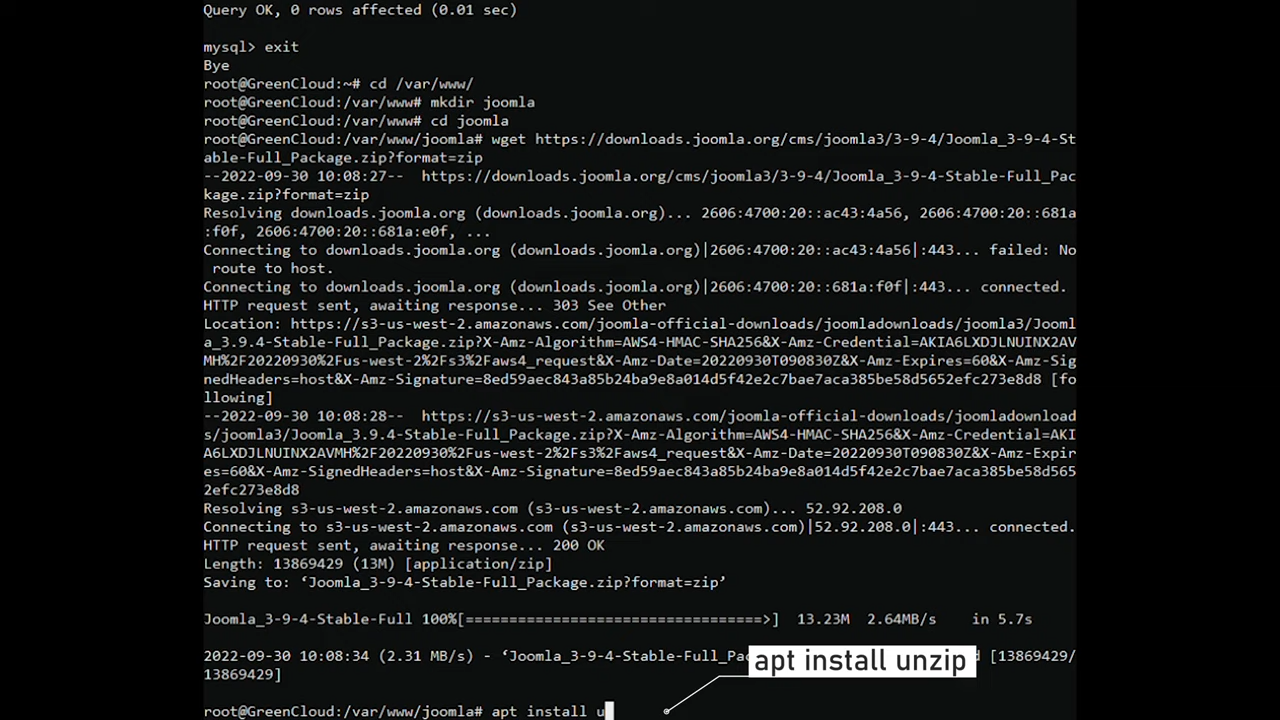 Query OK, 0 rows affected (0.01 sec)
mysql> exit
Bye
root@GreenCloud:~# cd /var/www/
root@GreenCloud:/var/www# mkdir joomla
root@GreenCloud:/var/www# cd joomla
root@GreenCloud:/var/www/joomla# wget https://downloads.joomla.org/cms/joomla3/3-9-4/Joomla_3-9-4-St
able-Full_Package.zip?format=zip
--2022-09-30 10:08:27--  https://downloads.joomla.org/cms/joomla3/3-9-4/Joomla_3-9-4-Stable-Full_Pac
kage.zip?format=zip
Resolving downloads.joomla.org (downloads.joomla.org)... 2606:4700:20::ac43:4a56, 2606:4700:20::681a
:f0f, 2606:4700:20::681a:e0f, ...
Connecting to downloads.joomla.org (downloads.joomla.org)|2606:4700:20::ac43:4a56|:443... failed: No
 route to host.
Connecting to downloads.joomla.org (downloads.joomla.org)|2606:4700:20::681a:f0f|:443... connected.
HTTP request sent, awaiting response... 303 See Other
Location: https://s3-us-west-2.amazonaws.com/joomla-official-downloads/joomladownloads/joomla3/Jooml
a_3.9.4-Stable-Full_Package.zip?X-Amz-Algorithm=AWS4-HMAC-SHA256&X-Amz-Credential=AKIA6LXDJLNUINX2AV
MH%2F20220930%2Fus-west-2%2Fs3%2Faws4_request&X-Amz-Date=20220930T090830Z&X-Amz-Expires=60&X-Amz-Sig
nedHeaders=host&X-Amz-Signature=8ed59aec843a85b24ba9e8a014d5f42e2c7bae7aca385be58d5652efc273e8d8 [fo
llowing]
--2022-09-30 10:08:28--  https://s3-us-west-2.amazonaws.com/joomla-official-downloads/joomladownload
s/joomla3/Joomla_3.9.4-Stable-Full_Package.zip?X-Amz-Algorithm=AWS4-HMAC-SHA256&X-Amz-Credential=AKI
A6LXDJLNUINX2AVMH%2F20220930%2Fus-west-2%2Fs3%2Faws4_request&X-Amz-Date=20220930T090830Z&X-Amz-Expir
es=60&X-Amz-SignedHeaders=host&X-Amz-Signature=8ed59aec843a85b24ba9e8a014d5f42e2c7bae7aca385be58d565
2efc273e8d8
Resolving s3-us-west-2.amazonaws.com (s3-us-west-2.amazonaws.com)... 52.92.208.0
Connecting to s3-us-west-2.amazonaws.com (s3-us-west-2.amazonaws.com)|52.92.208.0|:443... connected.
HTTP request sent, awaiting response... 200 OK
Length: 13869429 (13M) [application/zip]
Saving to: ‘Joomla_3-9-4-Stable-Full_Package.zip?format=zip’
Joomla_3-9-4-Stable-Full 100%[================================>]  13.23M  2.64MB/s    in 5.7s
2022-09-30 10:08:34 (2.31 MB/s) - ‘Joomla_3-9-4-Stable-Full_Pa [13869429/
13869429]
apt install unzip
root@GreenCloud:/var/www/joomla# apt install u